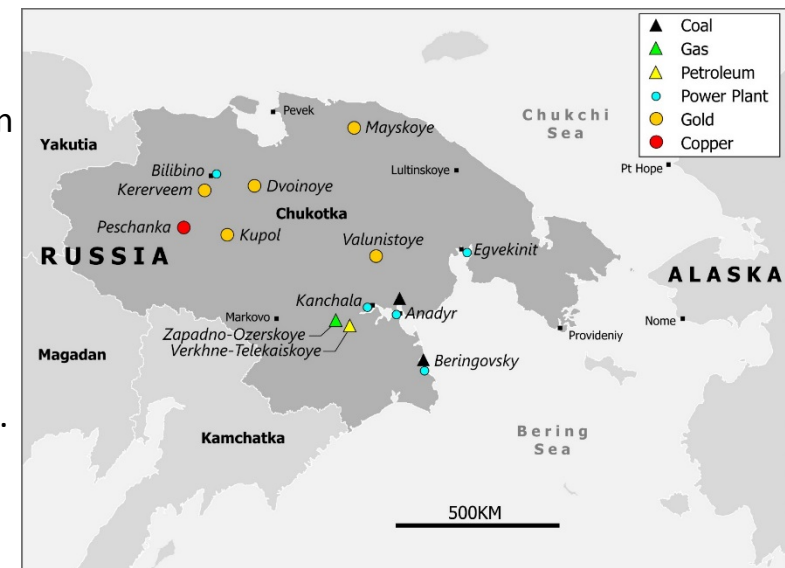 n
.
Coal
Gas
Petroleum
Power Plant
Gold
Copper
Chukchi
Sea
Pevek
Mayskoye
Yakutia
Lultinskoye
Pt Hope
Bilibino
Kererveem
Dvoinoye
Chukotka
Peschanka
Kupol
Valunistoye
Egvekinit
RUSSIA
ALASKA
Kanchala
Markovo
Anadyr
Nome
Zapadno-Ozerskoye
Verkhne-Telekaiskoye
Provideniy
Magadan
Beringovsky
Kamchatka
Bering
Sea
500KM